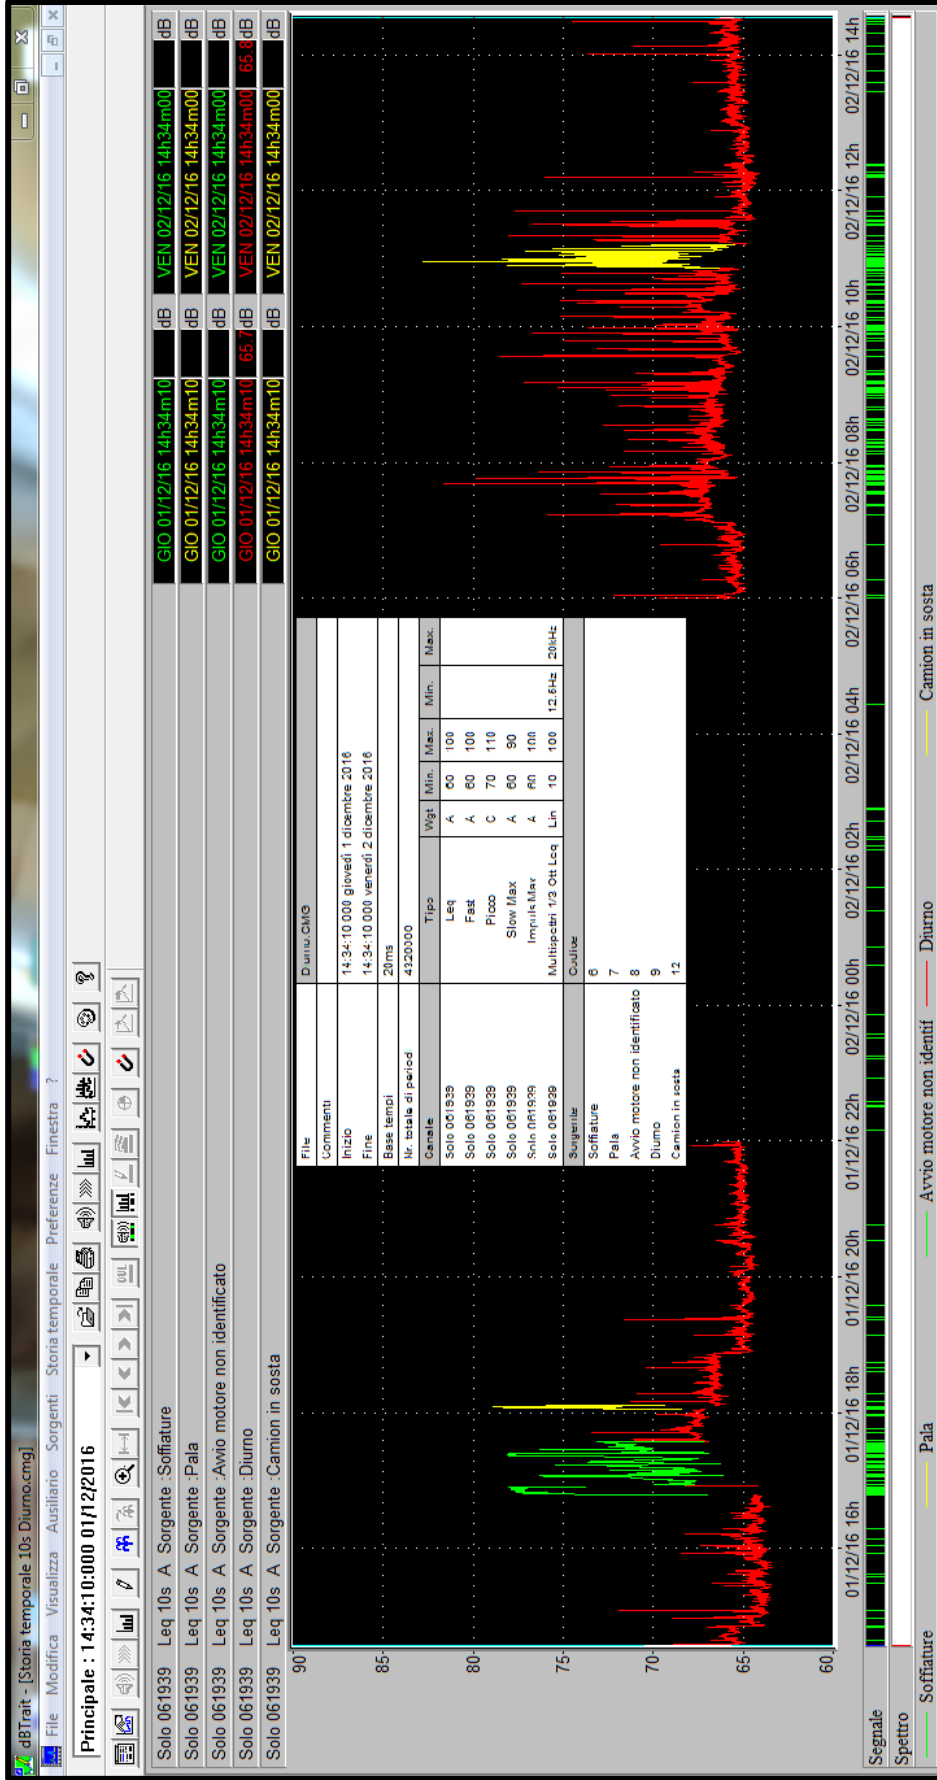 dBTrait - [Storia temporale 10s Diurno.cmg]
File Modifica Visualizza Ausiliario Sorgenti Storia temporale Preferenze Finestra ?
Principale : 14:34:10:000 01/12/2016
Solo 061939 Leq 10s A Sorgente :Soffiature GIO 01/12/16 14h34m10 dB VEN 02/12/16 14h34m00 dB
Solo 061939 Leq 10s A Sorgente :Pala GIO 01/12/16 14h34m10 dB VEN 02/12/16 14h34m00 dB
Solo 061939 Leq 10s A Sorgente :Avvio motore non identificato GIO 01/12/16 14h34m10 dB VEN 02/12/16 14h34m00 dB
Solo 061939 Leq 10s A Sorgente :Diurno GIO 01/12/16 14h34m10 65.7 dB VEN 02/12/16 14h34m00 65.8 dB
Solo 061939 Leq 10s A Sorgente :Camion in sosta GIO 01/12/16 14h34m10 dB VEN 02/12/16 14h34m00 dB
90
85
80
75
70
65
60
File Diurno.CMG
Commenti
Inizio 14:34:10 000 giovedì 1 dicembre 2016
Fine 14:34:10 000 venerdì 2 dicembre 2016
Base tempi 20ms
Nr. totale di period 4320000
Canale Tipo Wgt Min. Max. Min. Max.
Solo 061939 Leq A 60 100
Solo 061939 Fast A 60 100
Solo 061939 Picco C 70 110
Solo 061939 Slow Max A 60 90
Solo 061939 Impuls Max A 60 100
Solo 061939 Multispettri 1/3 Ott Leq Lin 10 100 12.5Hz 20kHz
Sorgente Codice
Soffiature 6
Pala 7
Avvio motore non identificato 8
Diurno 9
Camion in sosta 12
01/12/16 16h 01/12/16 18h 01/12/16 20h 01/12/16 22h 02/12/16 00h 02/12/16 02h 02/12/16 04h 02/12/16 06h 02/12/16 08h 02/12/16 10h 02/12/16 12h 02/12/16 14h
Segnale
Spettro
Soffiature Pala Avvio motore non identif Diurno Camion in sosta